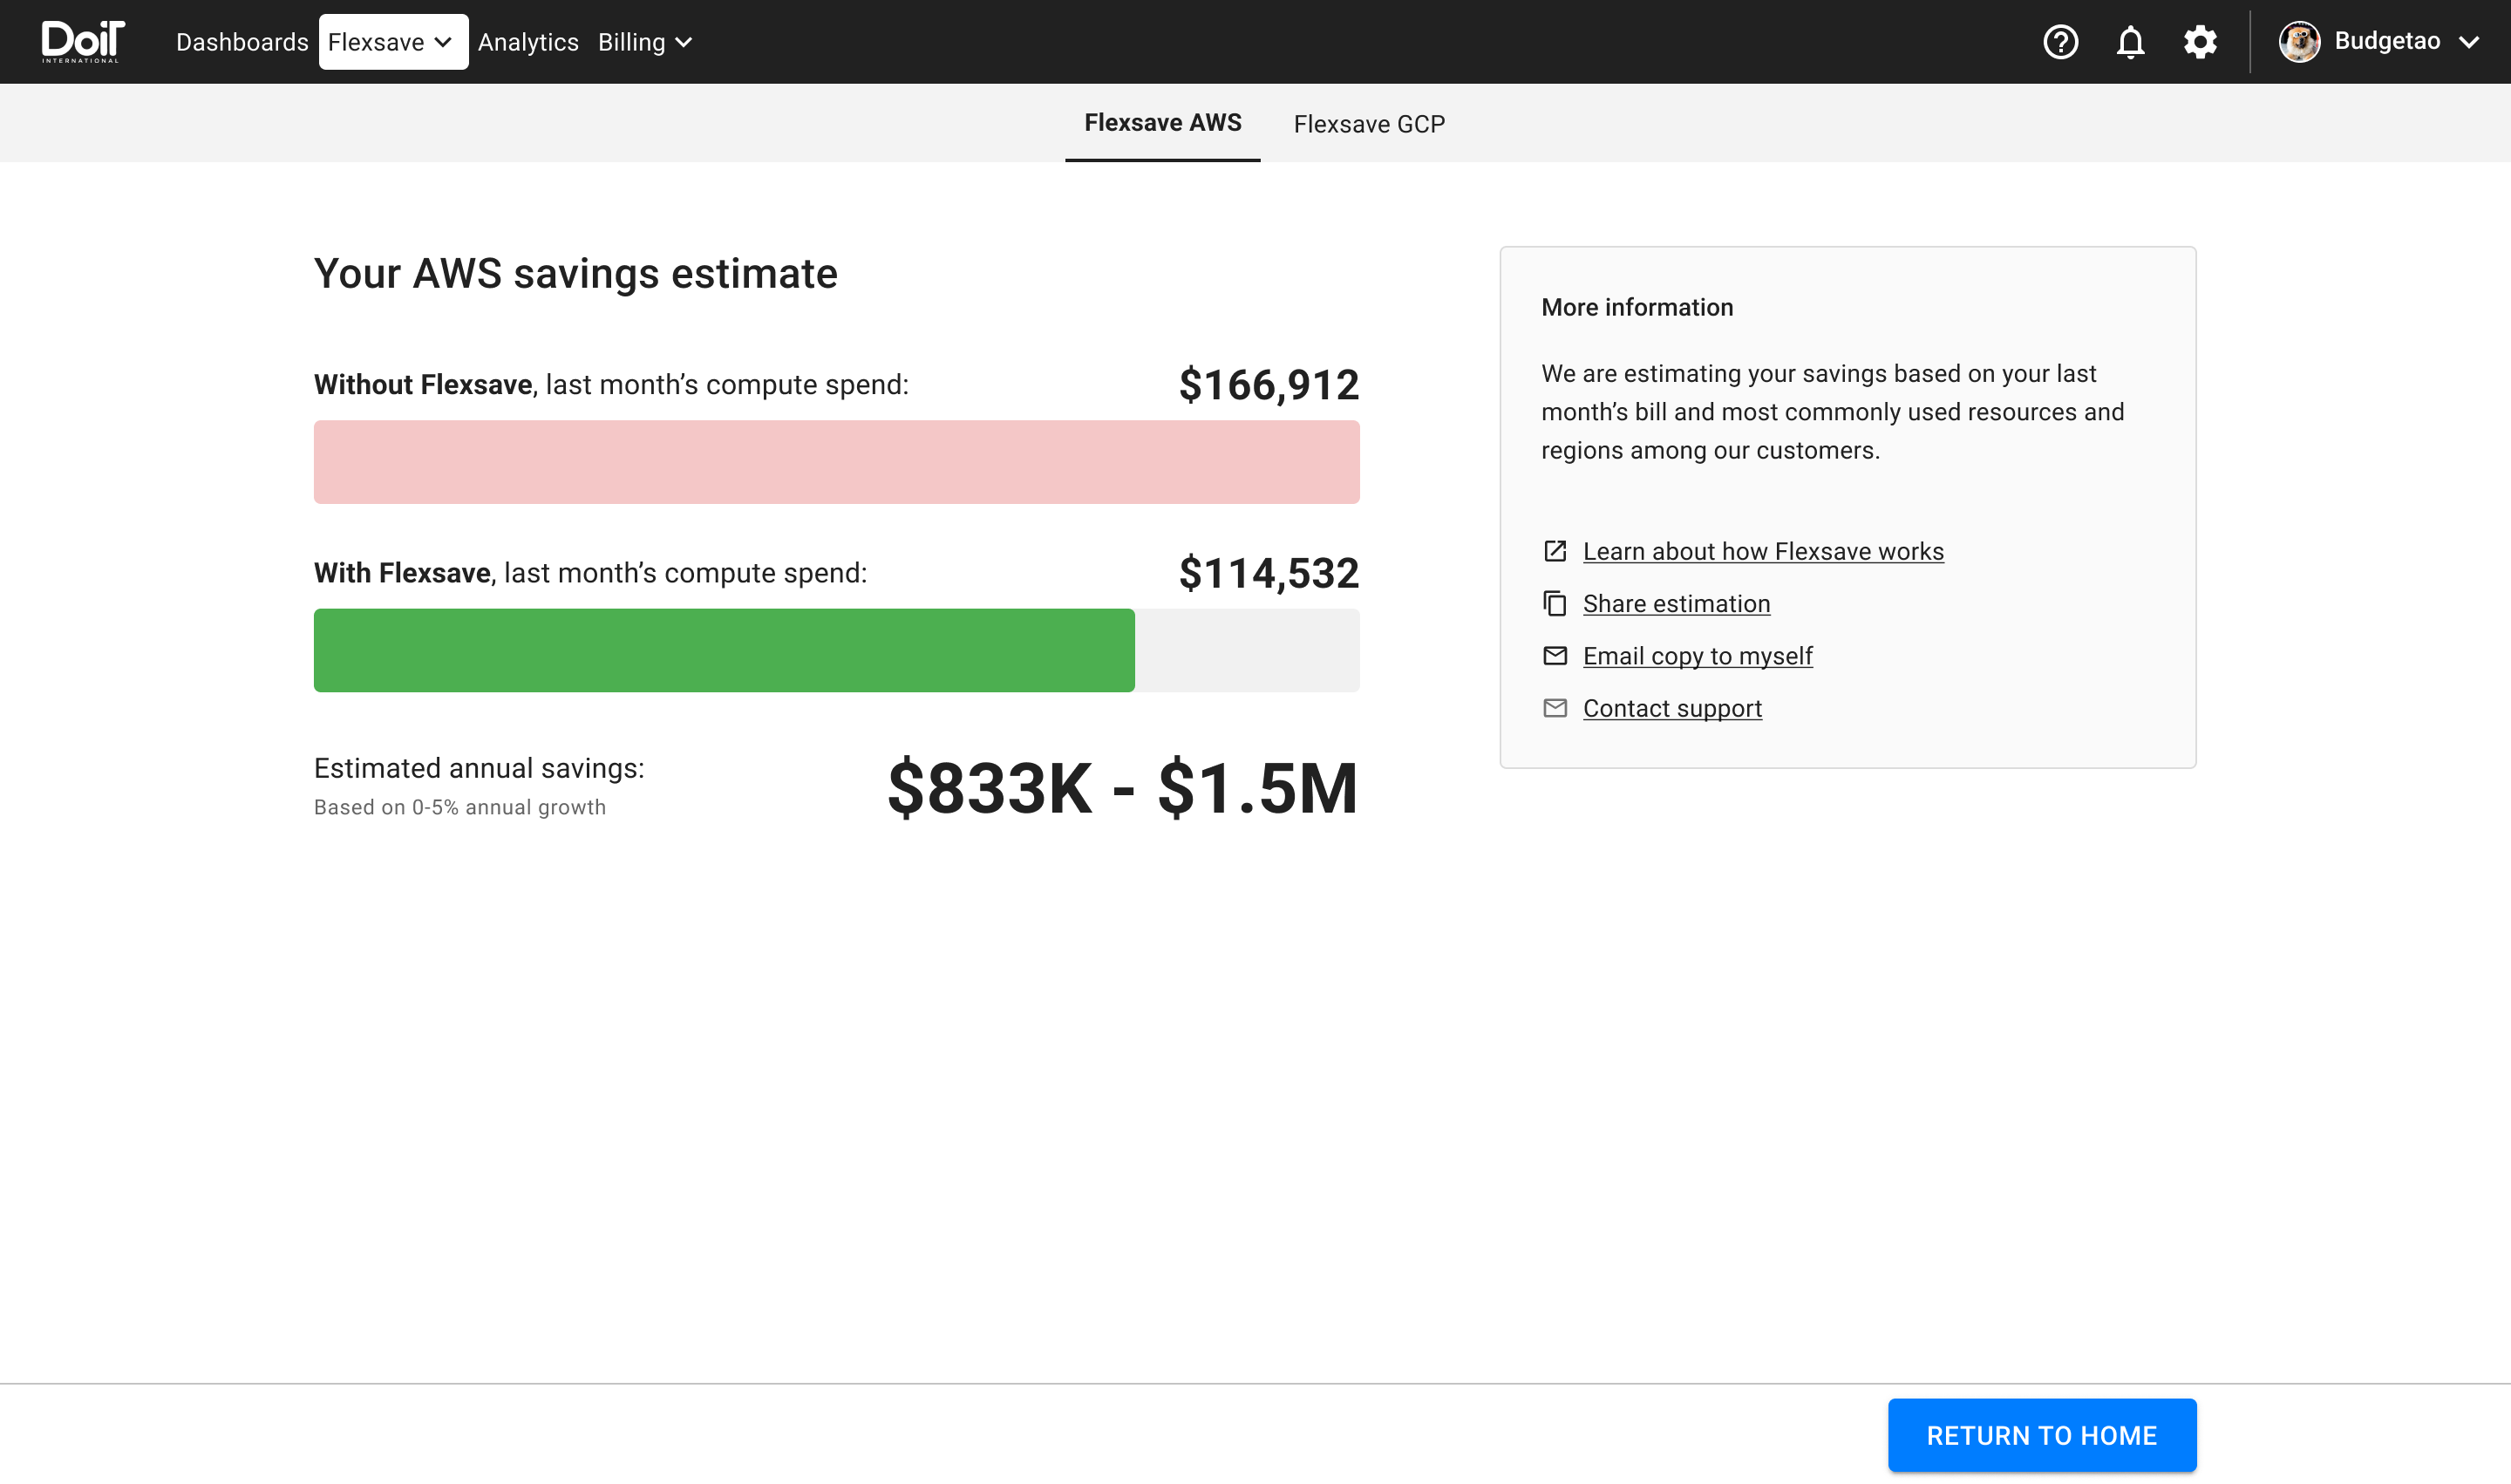 DoiT
INTERNATIONAL
Dashboards Flexsave Analytics Billing
Budgetao
Flexsave AWS Flexsave GCP
Your AWS savings estimate
Without Flexsave, last month’s compute spend: $166,912
With Flexsave, last month’s compute spend: $114,532
Estimated annual savings: $833K - $1.5M
Based on 0-5% annual growth
More information
We are estimating your savings based on your last
month’s bill and most commonly used resources and
regions among our customers.
Learn about how Flexsave works
Share estimation
Email copy to myself
Contact support
RETURN TO HOME